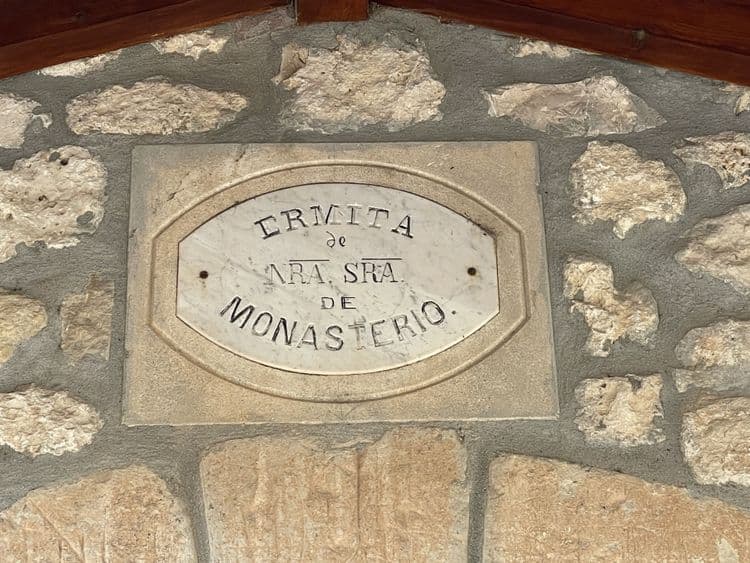 ERMITA
de
NRA. SRA.
DE
MONASTERIO.